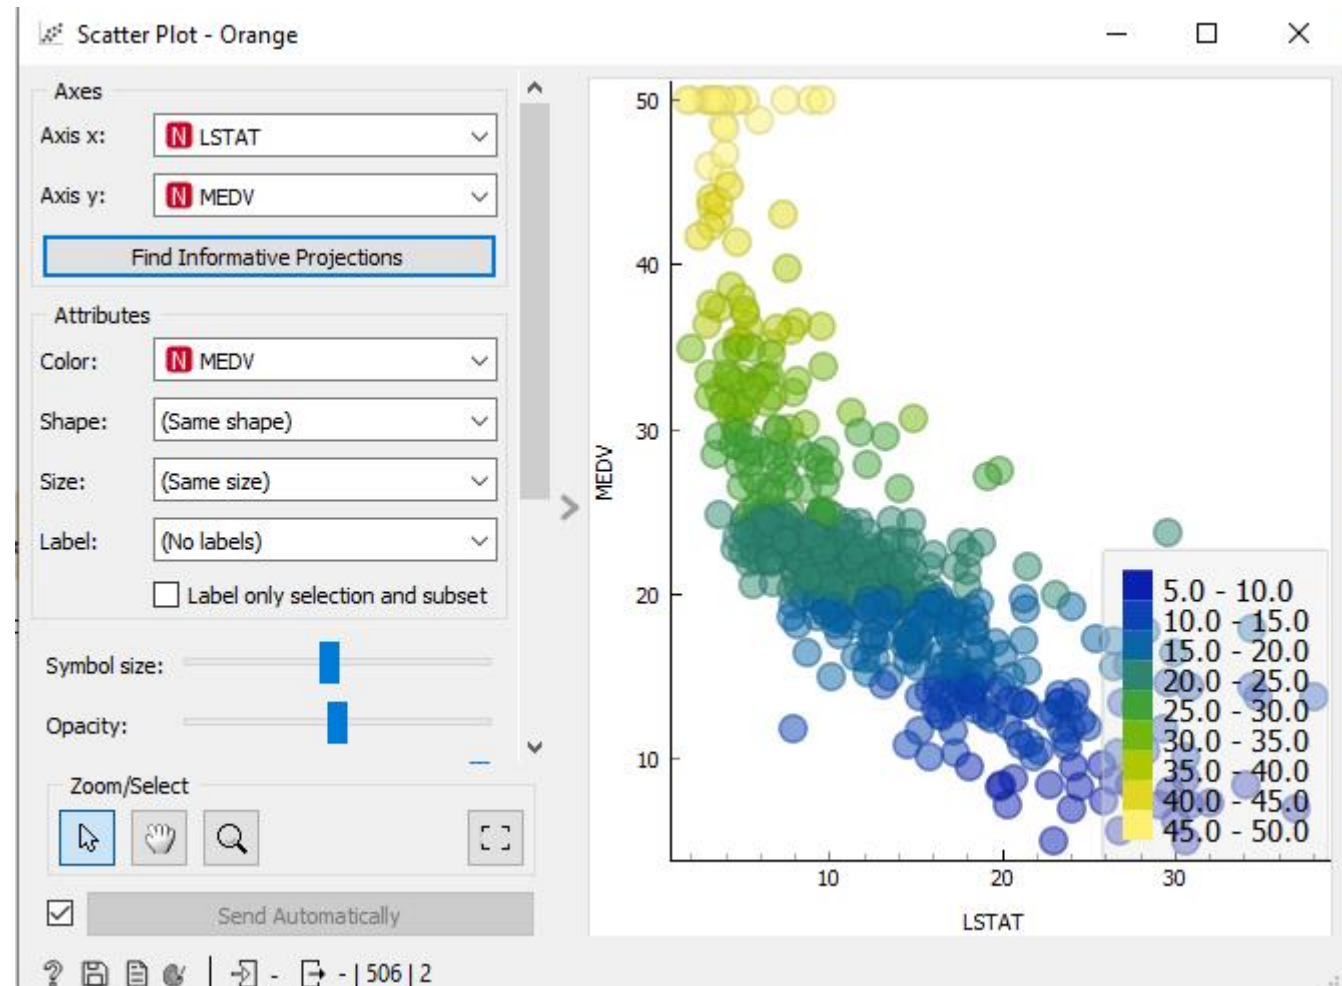 Scatter Plot - Orange
Axes
Axis x: N LSTAT
Axis y: N MEDV
Find Informative Projections
Attributes
Color: N MEDV
Shape: (Same shape)
Size: (Same size)
Label: (No labels)
Label only selection and subset
Symbol size:
Opacity:
Zoom/Select
Send Automatically
? - - | 506 | 2
50
40
30
20
10
MEDV
10 20 30
LSTAT
5.0 - 10.0
10.0 - 15.0
15.0 - 20.0
20.0 - 25.0
25.0 - 30.0
30.0 - 35.0
35.0 - 40.0
40.0 - 45.0
45.0 - 50.0